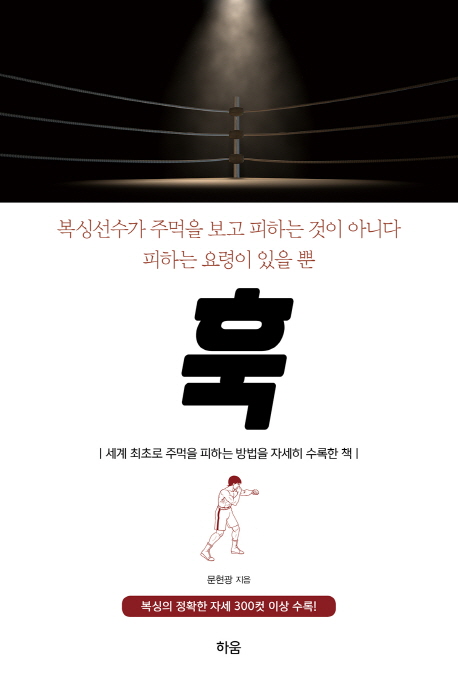 복싱선수가 주먹을 보고 피하는 것이 아니다
피하는 요령이 있을 뿐
훅
| 세계 최초로 주먹을 피하는 방법을 자세히 수록한 책 |
문현광 지음
복싱의 정확한 자세 300컷 이상 수록!
하움